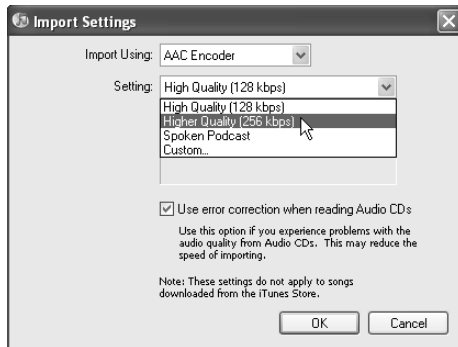 Import Settings
Import Using: AAC Encoder
Setting: High Quality (128 kbps)
High Quality (128 kbps)
Higher Quality (256 kbps)
Spoken Podcast
Custom...
Use error correction when reading Audio CDs
Use this option if you experience problems with the
audio quality from Audio CDs. This may reduce the
speed of importing.
Note: These settings do not apply to songs
downloaded from the iTunes Store.
OK Cancel